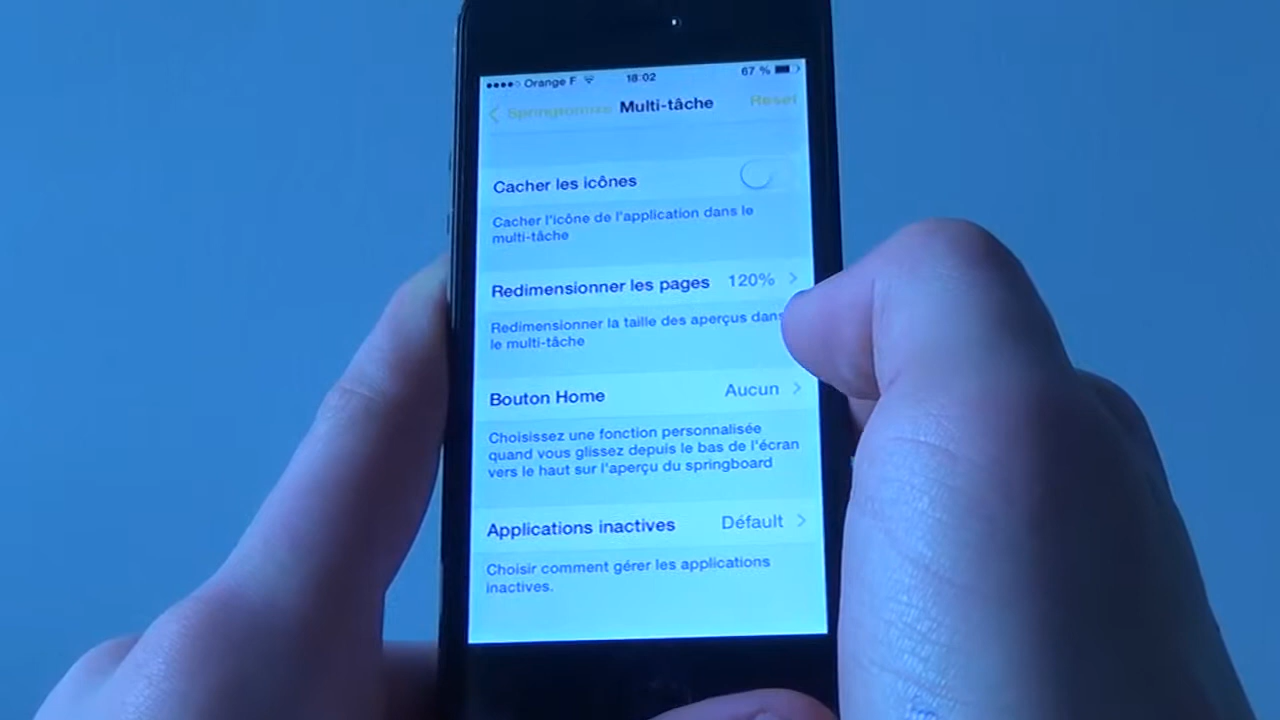 Orange F 18:02 67 %
Multi-tâche Reset
Cacher les icônes
Cacher l'icône de l'application dans le
multi-tâche
Redimensionner les pages 120%
Redimensionner la taille des aperçus dans
le multi-tâche
Bouton Home Aucun
Choisissez une fonction personnalisée
quand vous glissez depuis le bas de l'écran
vers le haut sur l'aperçu du springboard
Applications inactives Défault
Choisir comment gérer les applications
inactives.